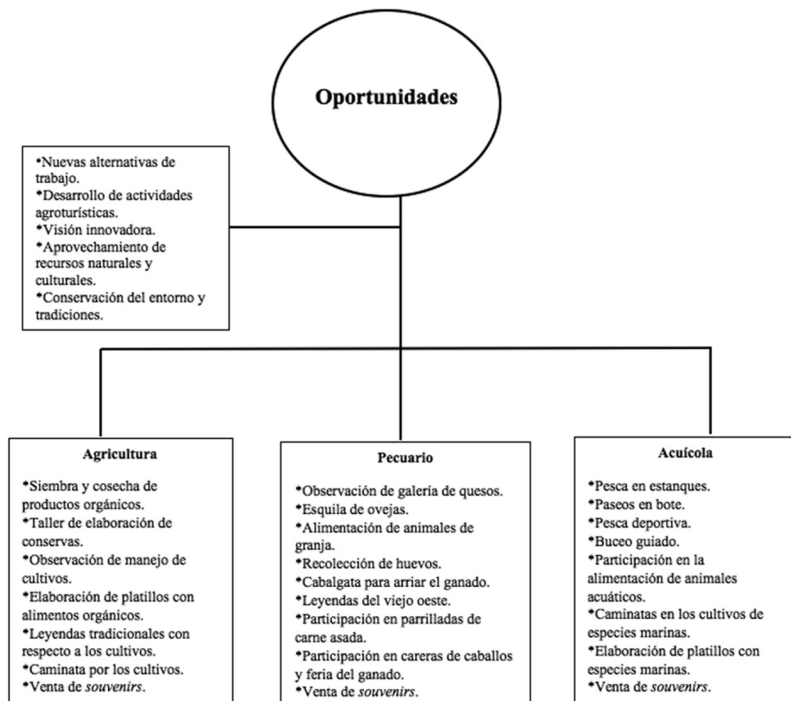 Oportunidades
*Nuevas alternativas de
trabajo.
*Desarrollo de actividades
agroturísticas.
*Visión innovadora.
*Aprovechamiento de
recursos naturales y
culturales.
*Conservación del entorno y
tradiciones.
Agricultura
*Siembra y cosecha de
productos orgánicos.
*Taller de elaboración de
conservas.
*Observación de manejo de
cultivos.
*Elaboración de platillos con
alimentos orgánicos.
*Leyendas tradicionales con
respecto a los cultivos.
*Caminata por los cultivos.
*Venta de souvenirs.
Pecuario
*Observación de galería de quesos.
*Esquila de ovejas.
*Alimentación de animales de
granja.
*Recolección de huevos.
*Cabalgata para arriar el ganado.
*Leyendas del viejo oeste.
*Participación en parrilladas de
carne asada.
*Participación en careras de caballos
y feria del ganado.
*Venta de souvenirs.
Acuícola
*Pesca en estanques.
*Paseos en bote.
*Pesca deportiva.
*Buceo guiado.
*Participación en la
alimentación de animales
acuáticos.
*Caminatas en los cultivos de
especies marinas.
*Elaboración de platillos con
especies marinas.
*Venta de souvenirs.